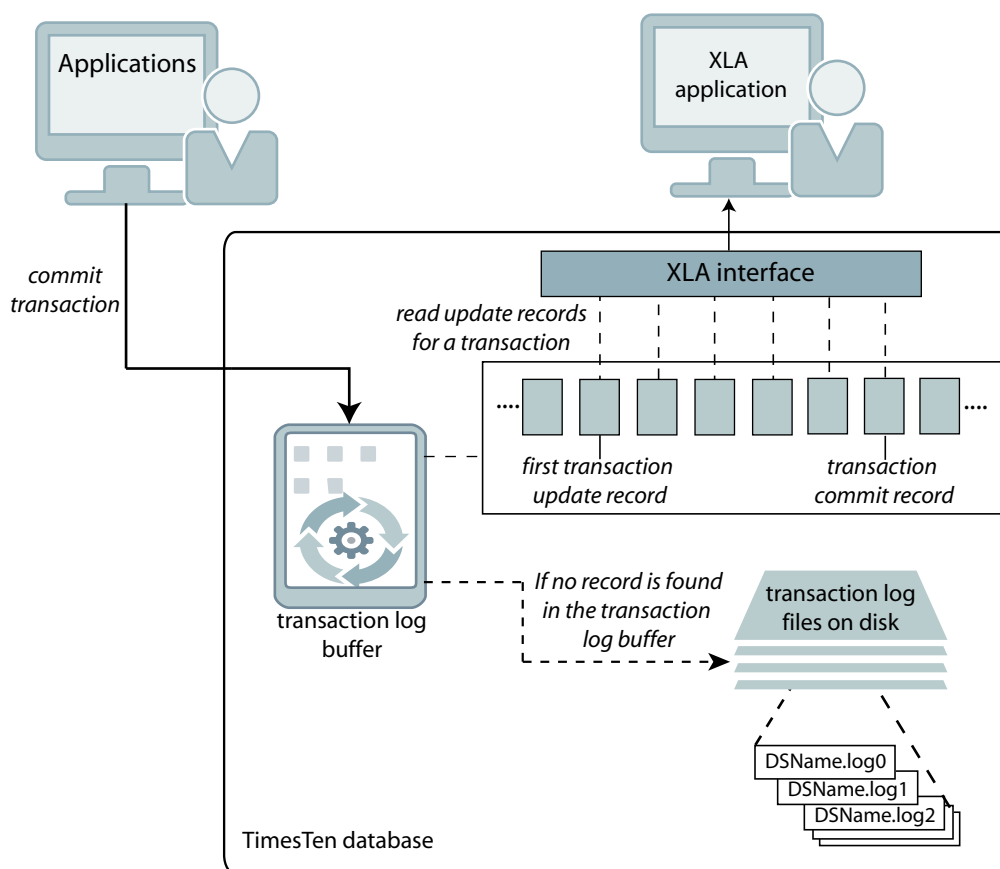 Applications
XLA
application
commit
transaction
XLA interface
read update records
for a transaction
....
....
first transaction
update record
transaction
commit record
transaction log
buffer
If no record is found
in the transaction
log buffer
transaction log
files on disk
DSName.log0
DSName.log1
DSName.log2
TimesTen database